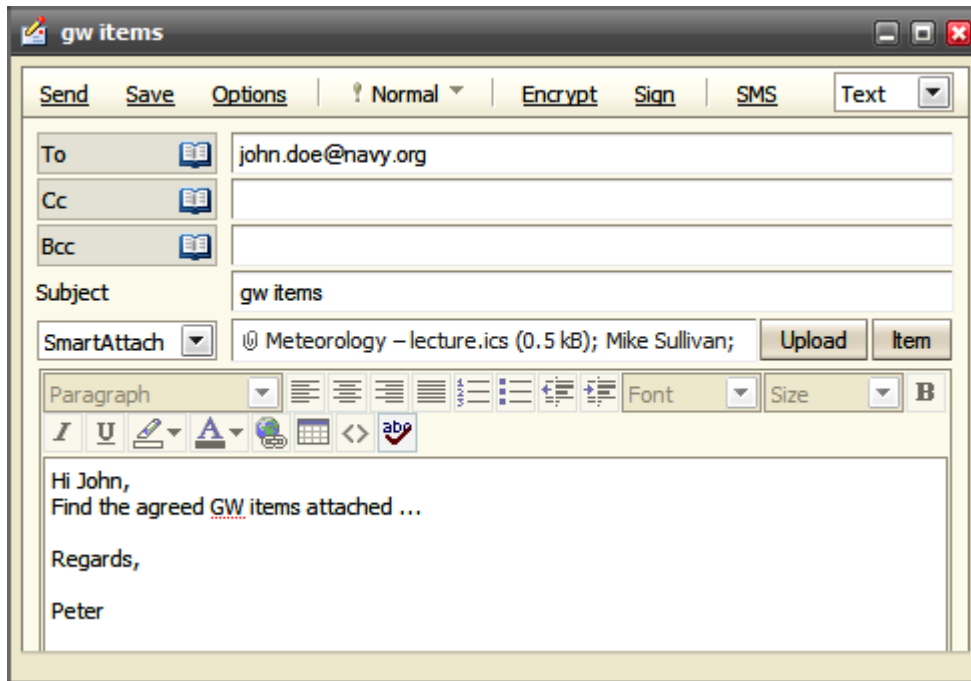 gw items
Send Save Options Normal Encrypt Sign SMS Text
To john.doe@navy.org
Cc
Bcc
Subject gw items
SmartAttach Meteorology – lecture.ics (0.5 kB); Mike Sullivan; Upload Item
Paragraph Font Size B
I U A abc
Hi John,
Find the agreed GW items attached ...
Regards,
Peter